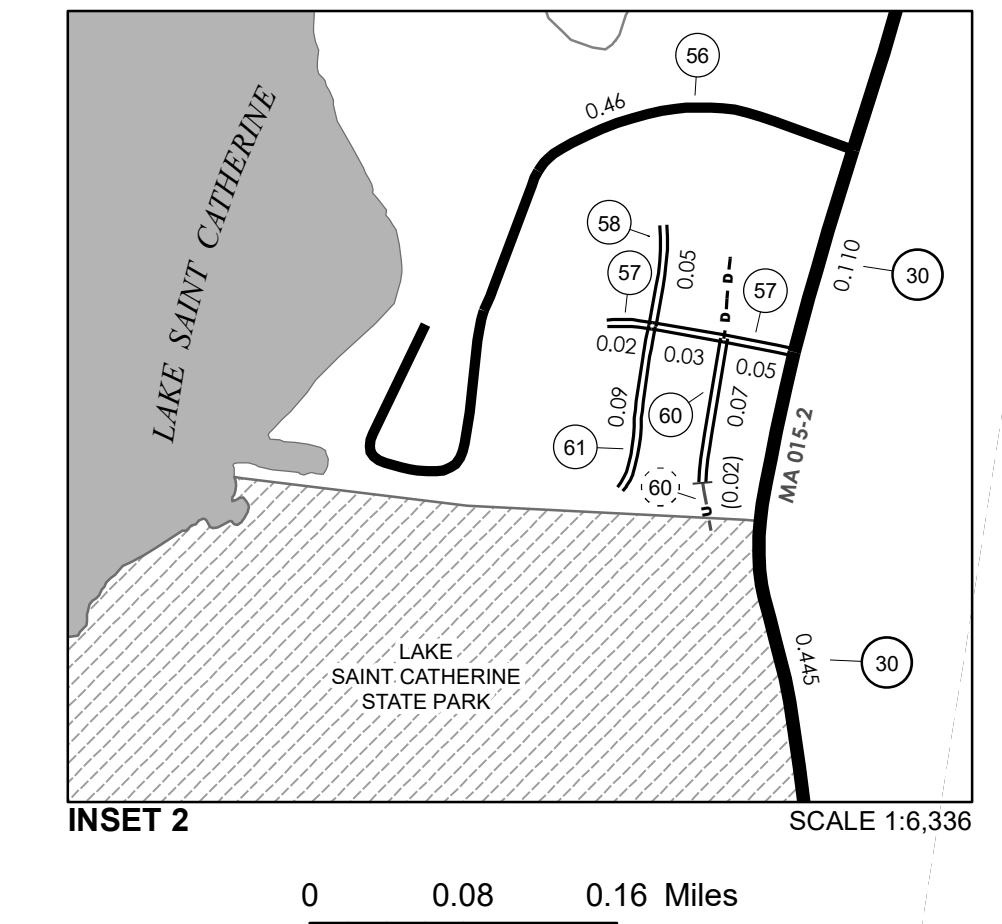 56
0.46
LAKE SAINT CATHERINE
58
0.05
57
57
D D
0.110
30
0.02
0.03
0.05
0.09
60
0.07
61
60
(0.02)
U
MA 015-2
0.445
30
LAKE
SAINT CATHERINE
STATE PARK
INSET 2
SCALE 1:6,336
0 0.08 0.16 Miles